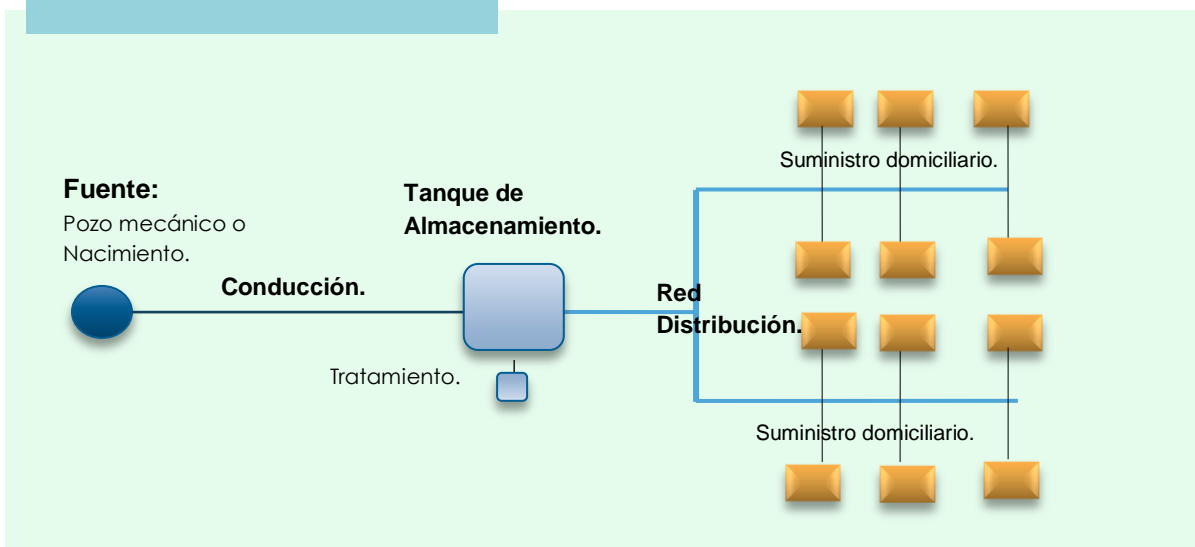 Fuente:
Pozo mecánico o
Nacimiento.
Conducción.
Tanque de
Almacenamiento.
Tratamiento.
Red
Distribución.
Suministro domiciliario.
Suministro domiciliario.